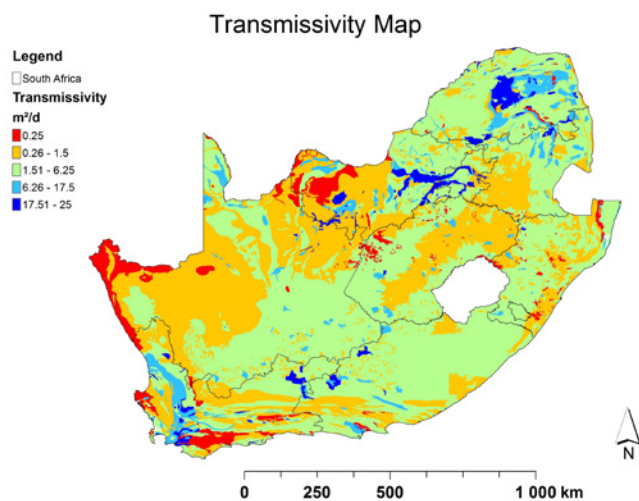 Transmissivity Map
Legend
South Africa
Transmissivity
m²/d
0.25
0.26 - 1.5
1.51 - 6.25
6.26 - 17.5
17.51 - 25
N
0 250 500 1 000 km